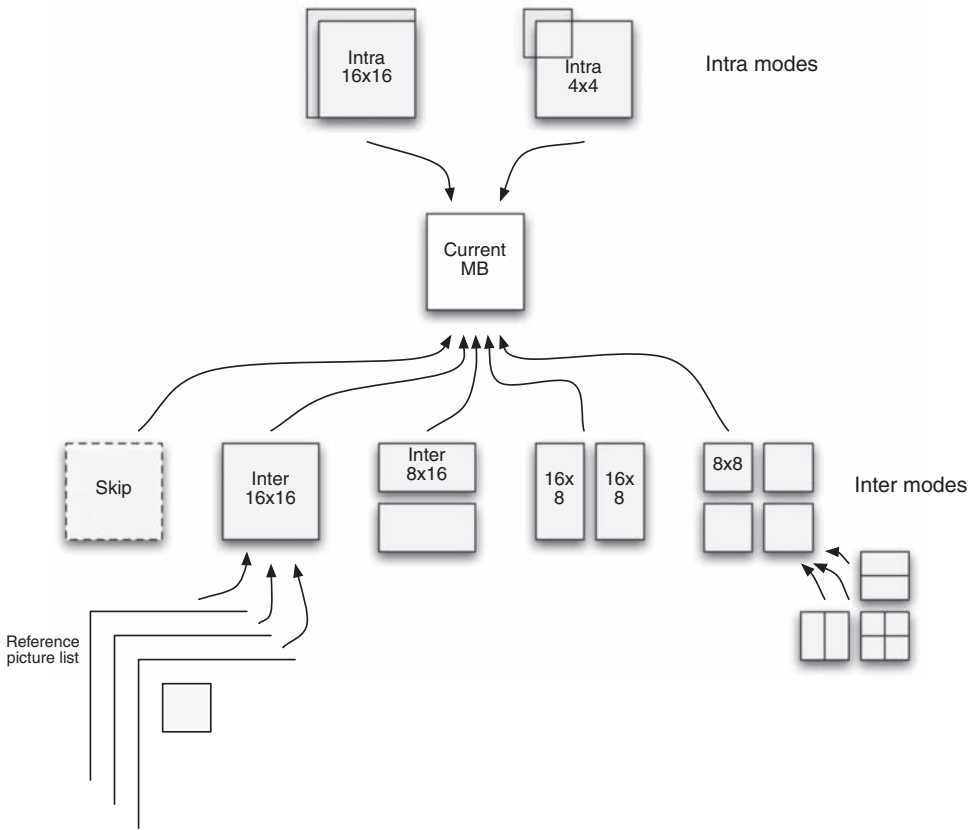 Intra
16x16
Intra
4x4
Intra modes
Current
MB
Skip
Inter
16x16
Inter
8x16
16x
8
16x
8
8x8
Inter modes
Reference
picture list